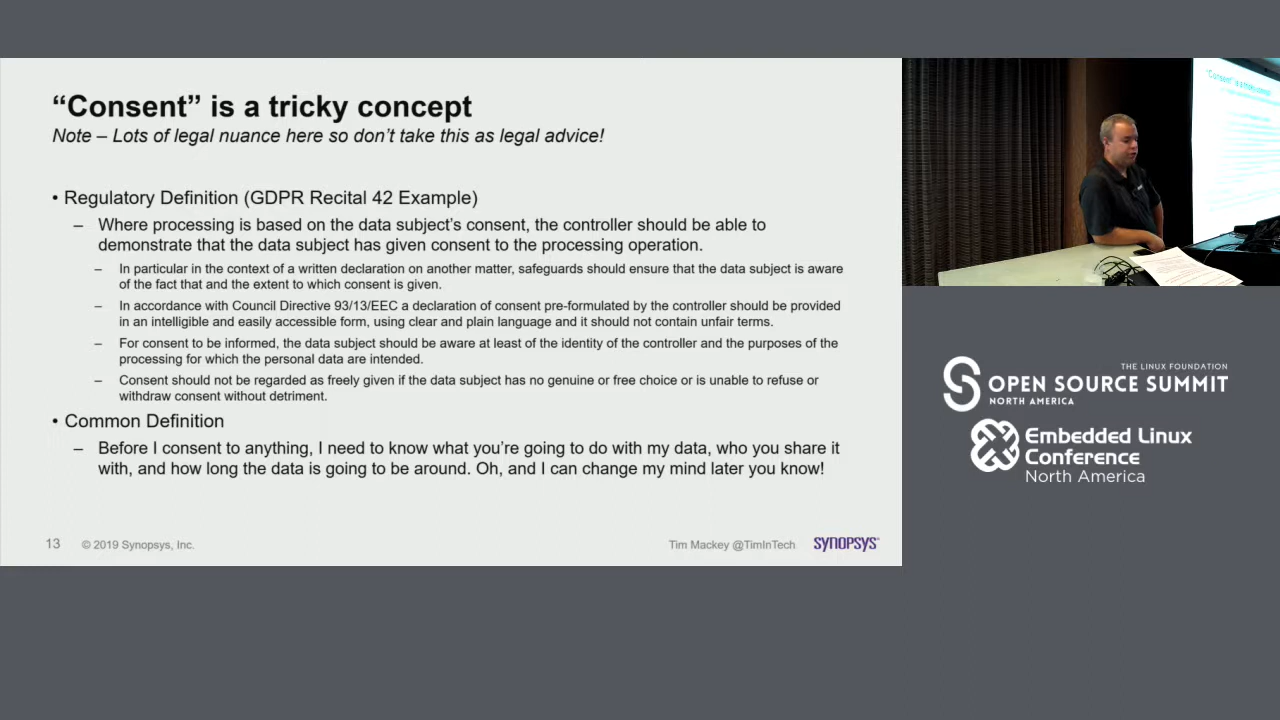 “Consent” is a tricky concept
Note – Lots of legal nuance here so don’t take this as legal advice!
• Regulatory Definition (GDPR Recital 42 Example)
– Where processing is based on the data subject’s consent, the controller should be able to
demonstrate that the data subject has given consent to the processing operation.
– In particular in the context of a written declaration on another matter, safeguards should ensure that the data subject is aware
of the fact that and the extent to which consent is given.
– In accordance with Council Directive 93/13/EEC a declaration of consent pre-formulated by the controller should be provided
in an intelligible and easily accessible form, using clear and plain language and it should not contain unfair terms.
– For consent to be informed, the data subject should be aware at least of the identity of the controller and the purposes of the
processing for which the personal data are intended.
– Consent should not be regarded as freely given if the data subject has no genuine or free choice or is unable to refuse or
withdraw consent without detriment.
• Common Definition
– Before I consent to anything, I need to know what you’re going to do with my data, who you share it
with, and how long the data is going to be around. Oh, and I can change my mind later you know!
13 © 2019 Synopsys, Inc. Tim Mackey @TimInTech SYNOPSYS®
“Consent” is a tricky concept
THE LINUX FOUNDATION
OPEN SOURCE SUMMIT
NORTH AMERICA
Embedded Linux
Conference
North America